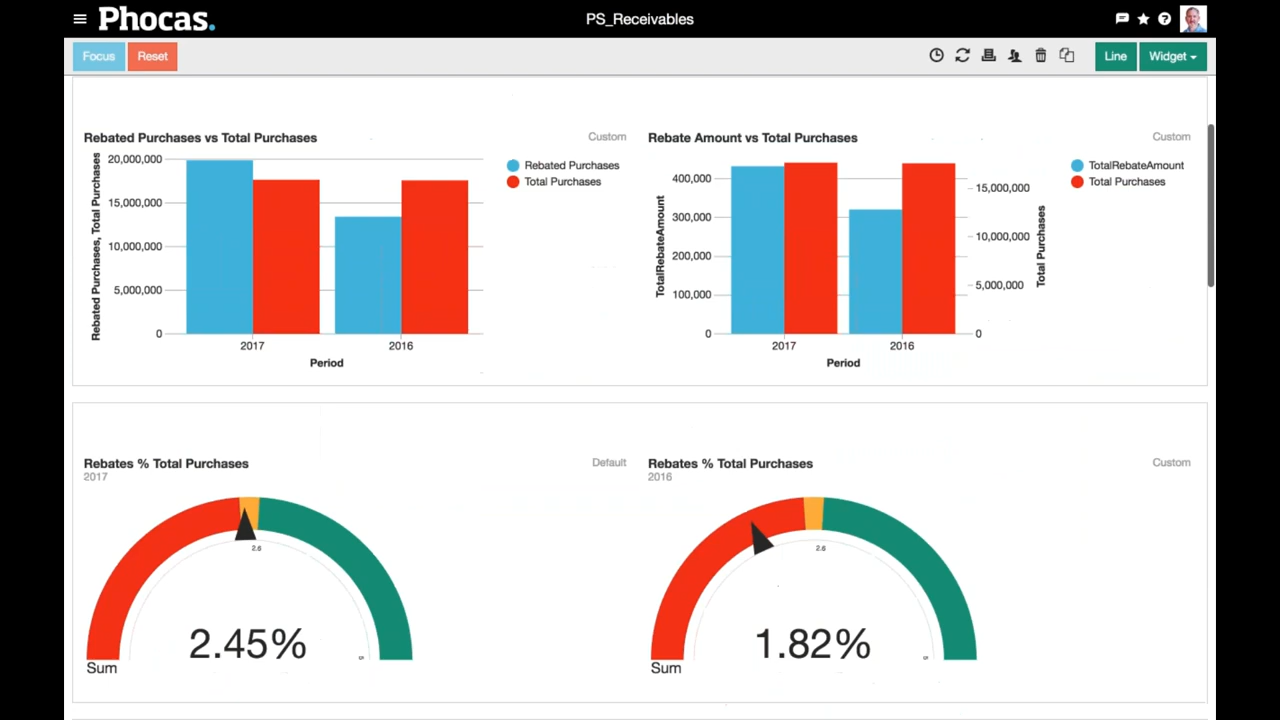 Phocas.
PS_Receivables
Focus
Reset
Line
Widget
Rebated Purchases vs Total Purchases
Custom
Rebated Purchases, Total Purchases
20,000,000
15,000,000
10,000,000
5,000,000
0
2017
2016
Period
Rebated Purchases
Total Purchases
Rebate Amount vs Total Purchases
Custom
TotalRebateAmount
400,000
300,000
200,000
100,000
0
2017
2016
Period
15,000,000
10,000,000
5,000,000
0
Total Purchases
TotalRebateAmount
Total Purchases
Rebates % Total Purchases
Default
2017
2.6
2.45%
Sum
Rebates % Total Purchases
Custom
2016
2.6
1.82%
Sum